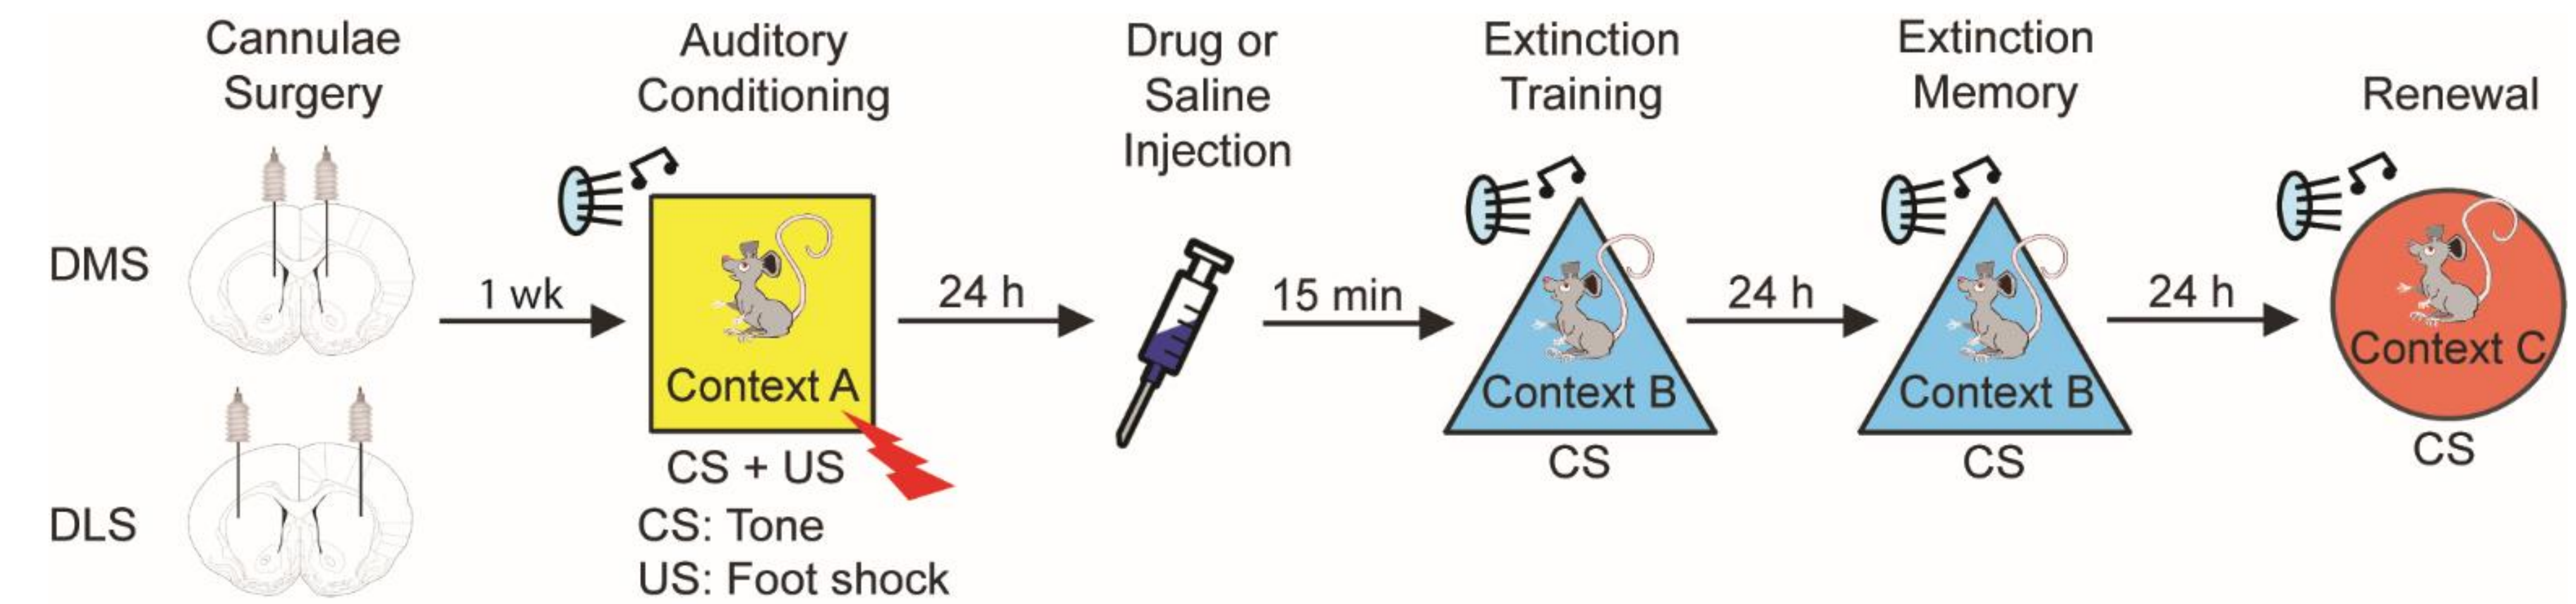 Cannulae
Surgery
Auditory
Conditioning
Drug or
Saline
Injection
Extinction
Training
Extinction
Memory
Renewal
DMS
DLS
1 wk
Context A
CS + US
CS: Tone
US: Foot shock
24 h
15 min
Context B
CS
24 h
Context B
CS
24 h
Context C
CS